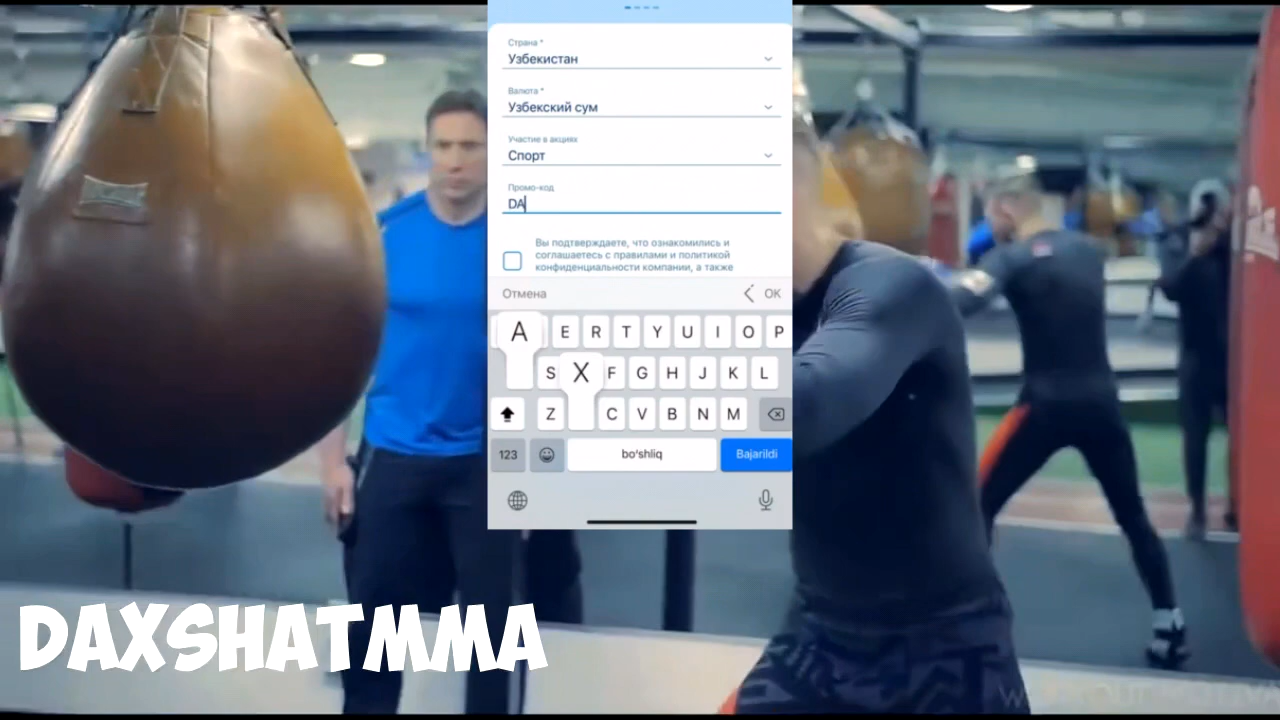 Страна *
Узбекистан
Валюта *
Узбекский сум
Участие в акциях
Спорт
Промо-код
DA
Вы подтверждаете, что ознакомились и
соглашаетесь с правилами и политикой
конфиденциальности компании, а также
Отмена OK
A E R T Y U I O P
S X F G H J K L
Z C V B N M
123 bo'shliq Bajarildi
DAXSHATMMA